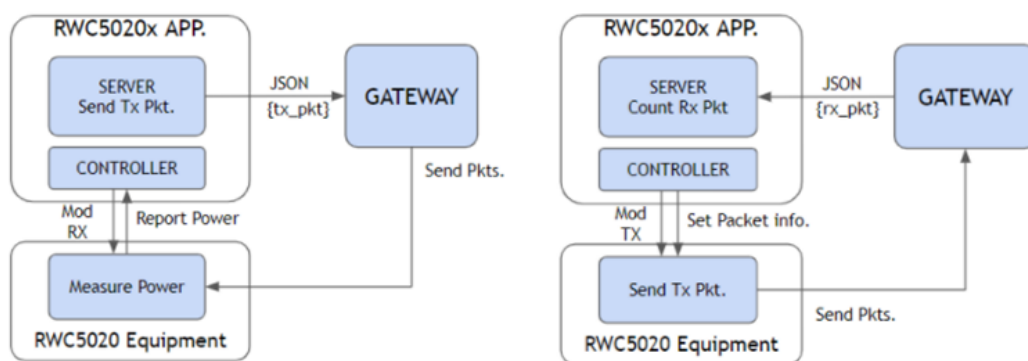 RWC5020x APP.
SERVER
Send Tx Pkt.
JSON
{tx_pkt}
GATEWAY
CONTROLLER
Send Pkts.
Mod
RX
Report Power
Measure Power
RWC5020 Equipment
RWC5020x APP.
SERVER
Count Rx Pkt
JSON
{rx_pkt}
GATEWAY
CONTROLLER
Mod
TX
Set Packet info.
Send Tx Pkt.
Send Pkts.
RWC5020 Equipment